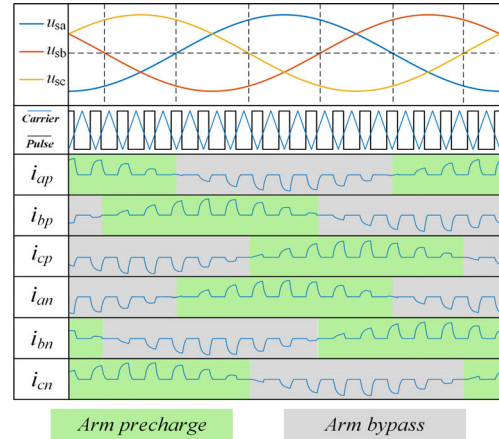 usa
usb
usc
Carrier
Pulse
iap
ibp
icp
ian
ibn
icn
Arm precharge
Arm bypass